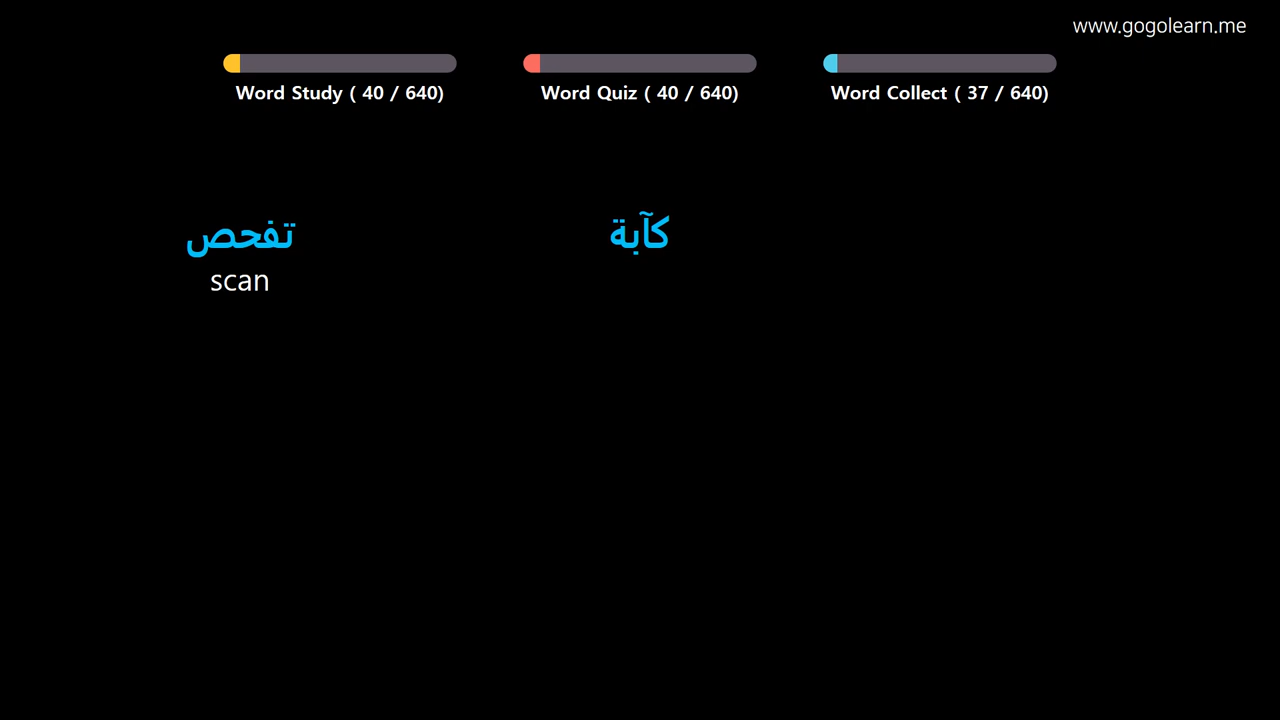 www.gogolearn.me
Word Study ( 40 / 640)
Word Quiz ( 40 / 640)
Word Collect ( 37 / 640)
تفحص
scan
كآبة